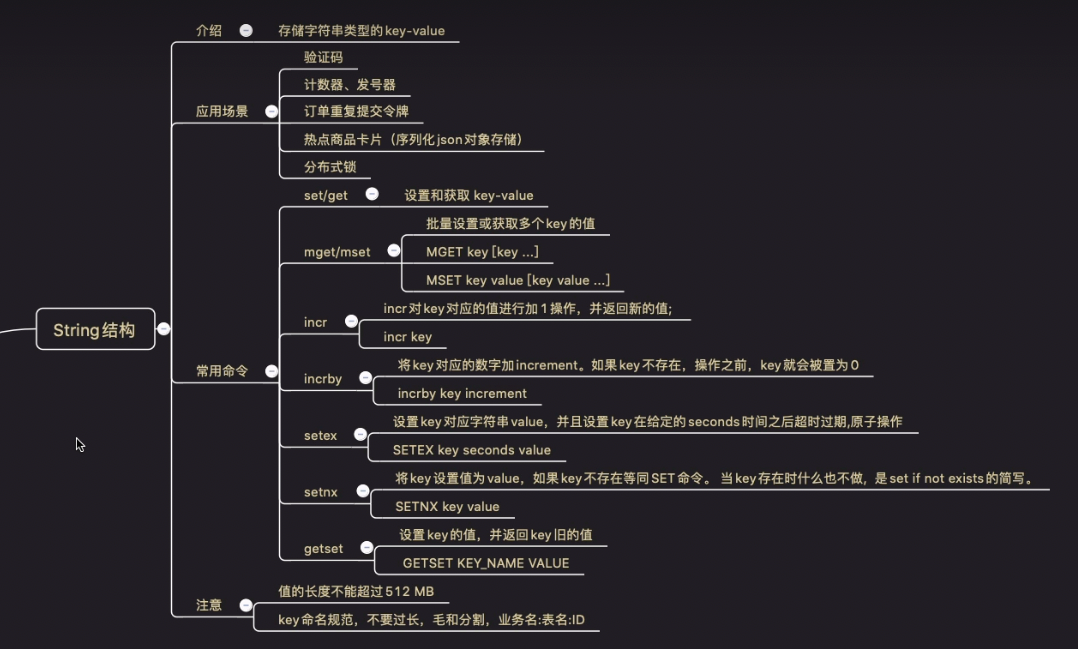 String结构
介绍
存储字符串类型的key-value
应用场景
验证码
计数器、发号器
订单重复提交令牌
热点商品卡片（序列化json对象存储）
分布式锁
常用命令
set/get
设置和获取 key-value
mget/mset
批量设置或获取多个key的值
MGET key [key ...]
MSET key value [key value ...]
incr
incr对key对应的值进行加1操作，并返回新的值;
incr key
incrby
将key对应的数字加increment。如果key不存在，操作之前，key就会被置为0
incrby key increment
setex
设置key对应字符串value，并且设置key在给定的seconds时间之后超时过期,原子操作
SETEX key seconds value
setnx
将key设置值为value，如果key不存在等同SET命令。 当key存在时什么也不做，是set if not exists的简写。
SETNX key value
getset
设置key的值，并返回key旧的值
GETSET KEY_NAME VALUE
注意
值的长度不能超过512 MB
key命名规范，不要过长，毛和分割，业务名:表名:ID